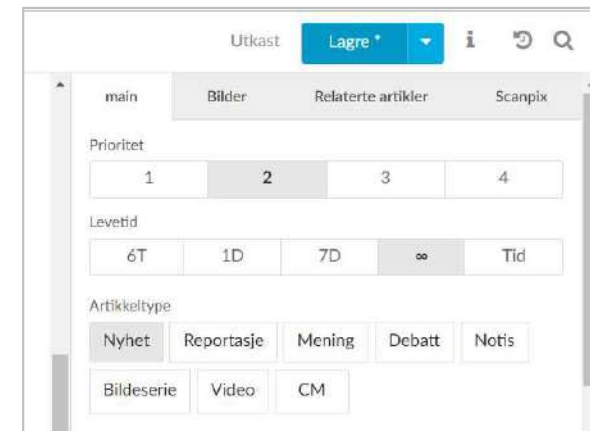 Utkast Lagre * i
main Bilder Relaterte artikler Scanpix
Prioritet
1 2 3 4
Levetid
6T 1D 7D ∞ Tid
Artikkeltype
Nyhet Reportasje Mening Debatt Notis
Bildeserie Video CM